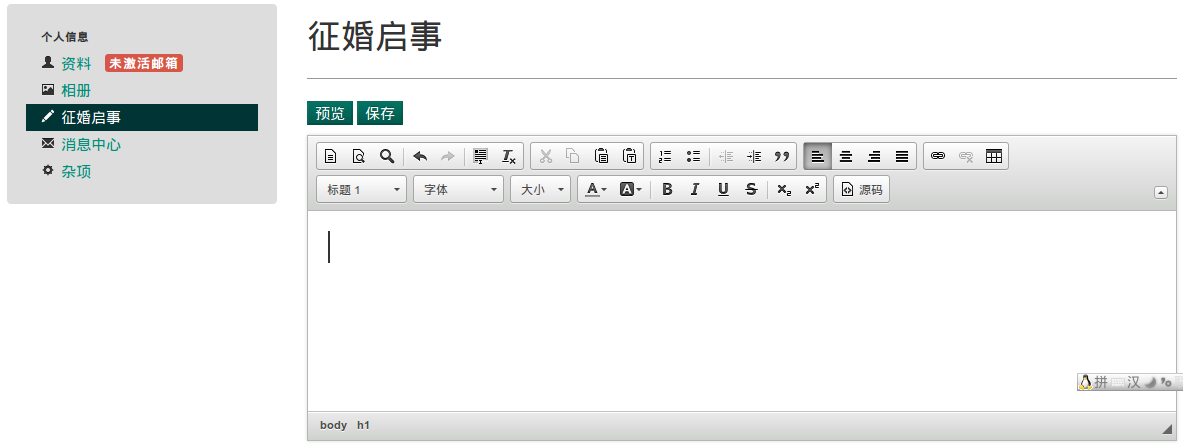 个人信息
资料 未激活邮箱
相册
征婚启事
消息中心
杂项
征婚启事
预览 保存
标题 1 字体 大小 A A B I U S x₂ x² 源码
body h1
拼 汉